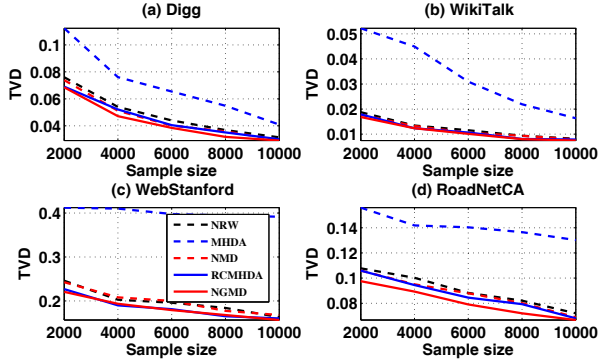 (a) Digg
TVD
0.1
0.08
0.06
0.04
2000 4000 6000 8000 10000
Sample size
(b) WikiTalk
TVD
0.05
0.04
0.03
0.02
0.01
2000 4000 6000 8000 10000
Sample size
(c) WebStanford
TVD
0.4
0.3
0.2
2000 4000 6000 8000 10000
Sample size
NRW
MHDA
NMD
RCMHDA
NGMD
(d) RoadNetCA
TVD
0.14
0.12
0.1
0.08
2000 4000 6000 8000 10000
Sample size